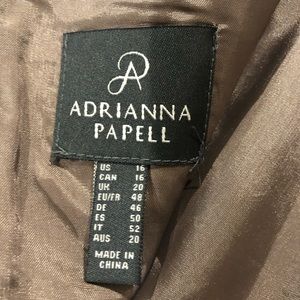 ADRIANNA
PAPELL
US 16
CAN 16
UK 20
EU/FR 48
DE 46
ES 50
IT 52
AUS 20
MADE IN
CHINA